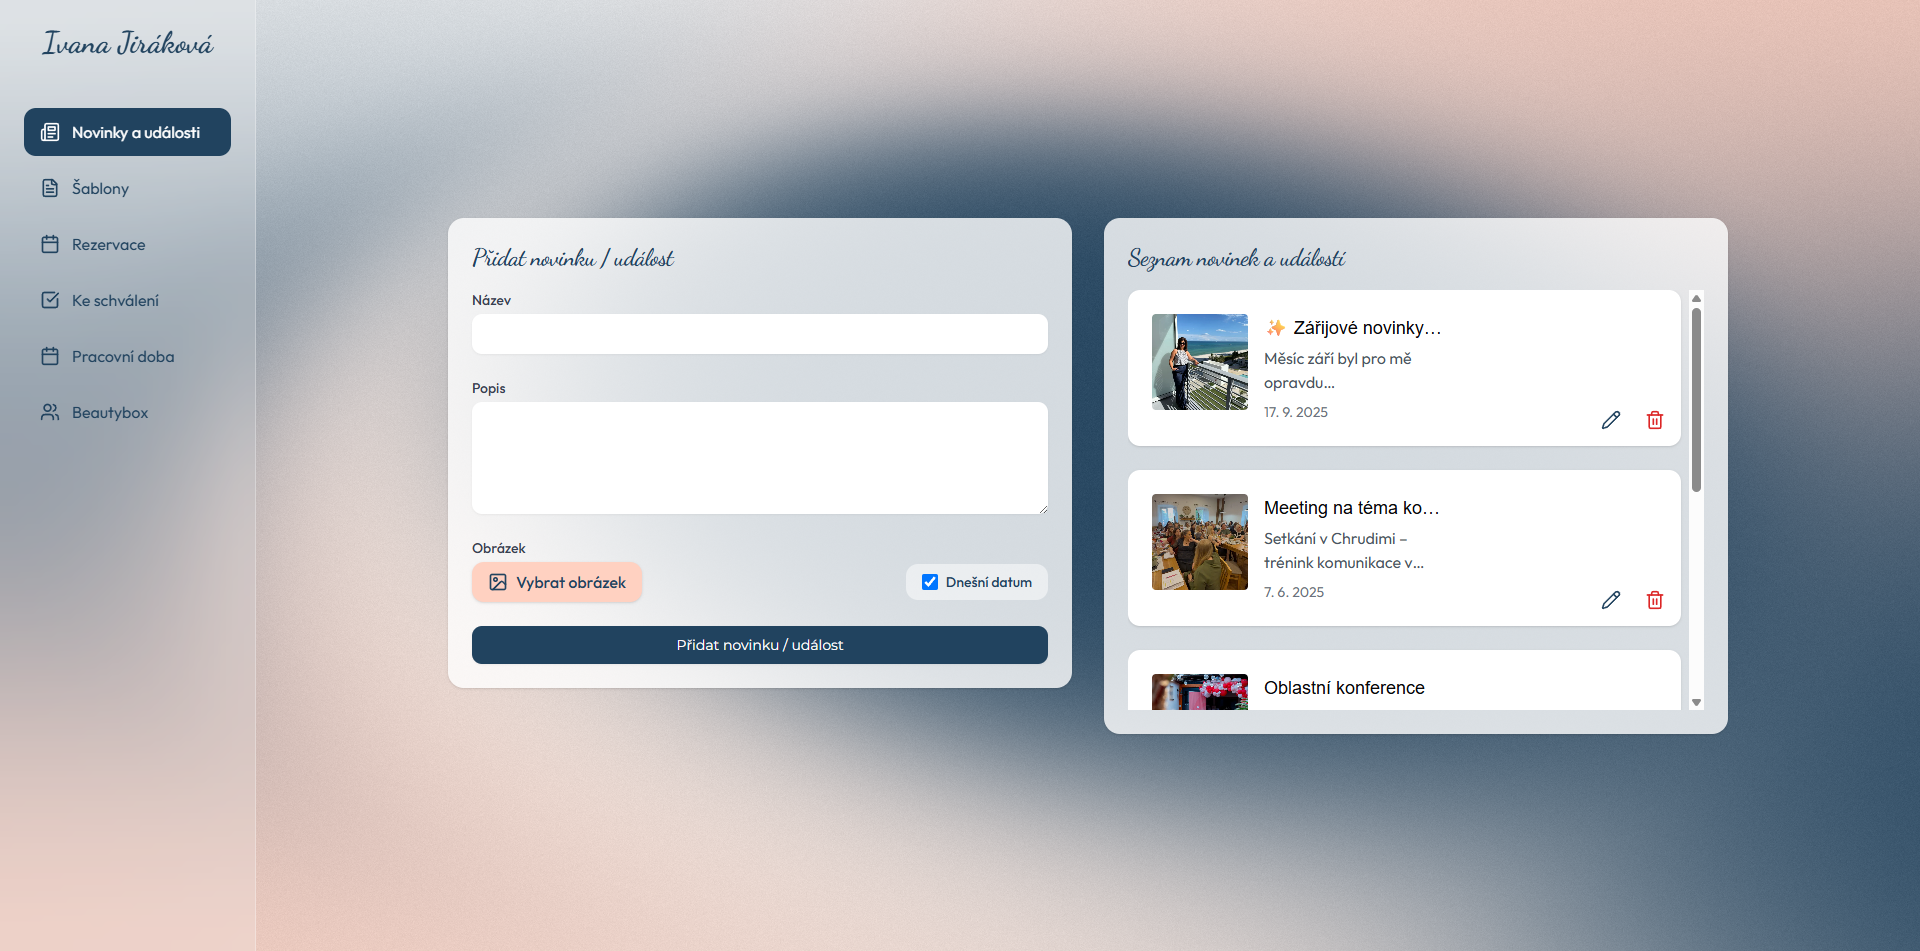 Ivana Jiráková
Novinky a události
Šablony
Rezervace
Ke schválení
Pracovní doba
Beautybox
Přidat novinku / událost
Název
Popis
Obrázek
Vybrat obrázek
Dnešní datum
Přidat novinku / událost
Seznam novinek a událostí
✨ Zářijové novinky…
Měsíc září byl pro mě
opravdu…
17. 9. 2025
Meeting na téma ko…
Setkání v Chrudimi –
trénink komunikace v…
7. 6. 2025
Oblastní konference